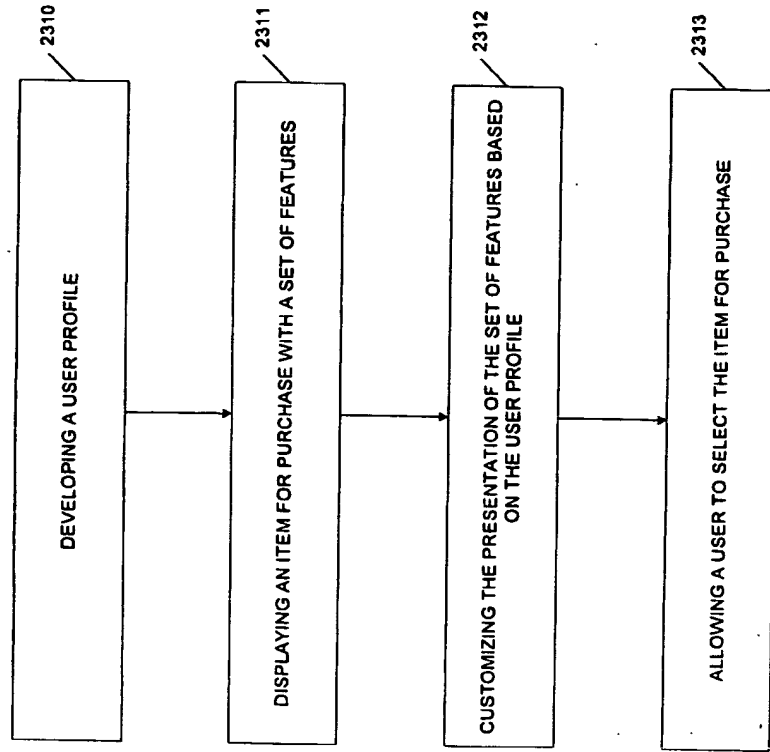 2310
DEVELOPING A USER PROFILE
2311
DISPLAYING AN ITEM FOR PURCHASE WITH A SET OF FEATURES
2312
CUSTOMIZING THE PRESENTATION OF THE SET OF FEATURES BASED
ON THE USER PROFILE
2313
ALLOWING A USER TO SELECT THE ITEM FOR PURCHASE